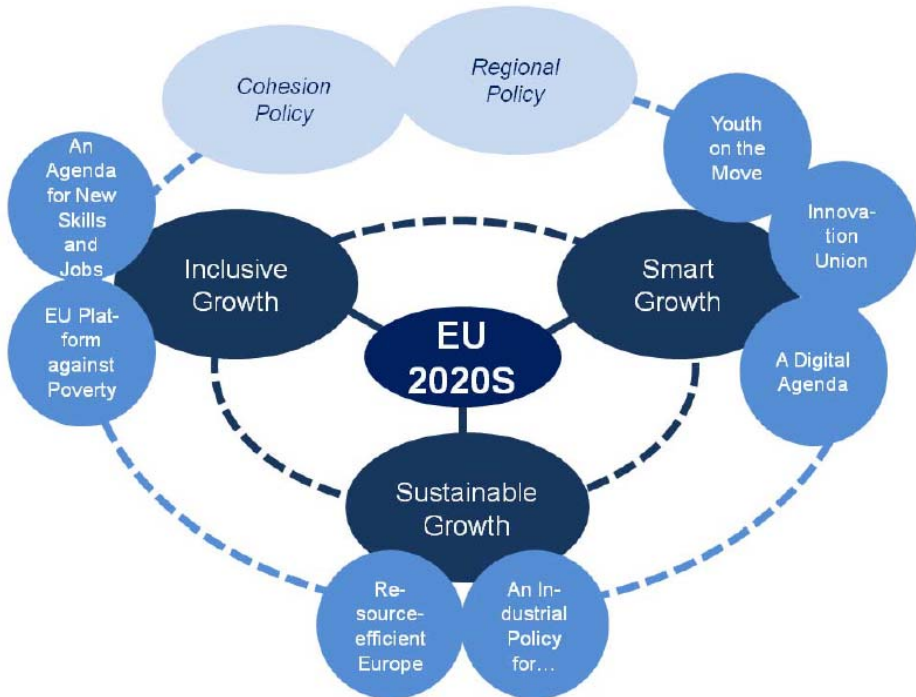 Cohesion
Policy
Regional
Policy
Youth
on the
Move
An
Agenda
for New
Skills
and
Jobs
Innova-
tion
Union
Inclusive
Growth
Smart
Growth
EU
2020S
EU Plat-
form
against
Poverty
A Digital
Agenda
Sustainable
Growth
Re-
source-
efficient
Europe
An In-
dustrial
Policy
for...